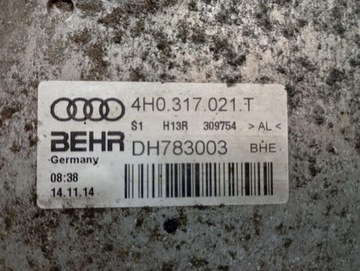 4H0.317.021.T
S1 H13R 309754 >AL<
BEHR DH783003 BHE
Germany
08:38
14.11.14